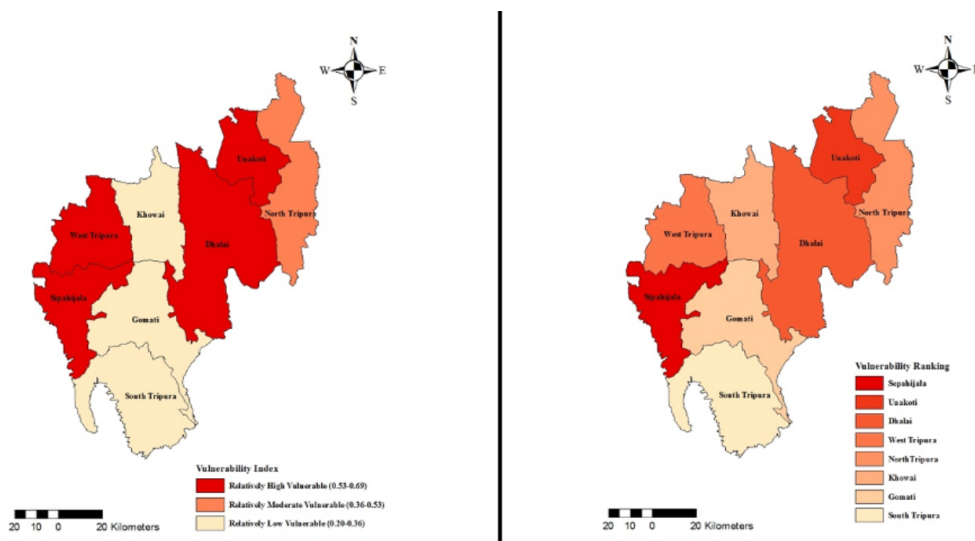 N
W E
S
Unakoti
North Tripura
Khowai
West Tripura
Dhalai
Sipahijala
Gomati
South Tripura
Vulnerability Index
Relatively High Vulnerable (0.53-0.69)
Relatively Moderate Vulnerable (0.36-0.53)
Relatively Low Vulnerable (0.20-0.36)
20 10 0 20 Kilometers
N
W
S
Unakoti
North Tripura
Khowai
West Tripura
Dhalai
Sipahijala
Gomati
South Tripura
Vulnerability Ranking
Sepahijala
Unakoti
Dhalai
West Tripura
NorthTripura
Khowai
Gomati
South Tripura
20 10 0 20 Kilometers